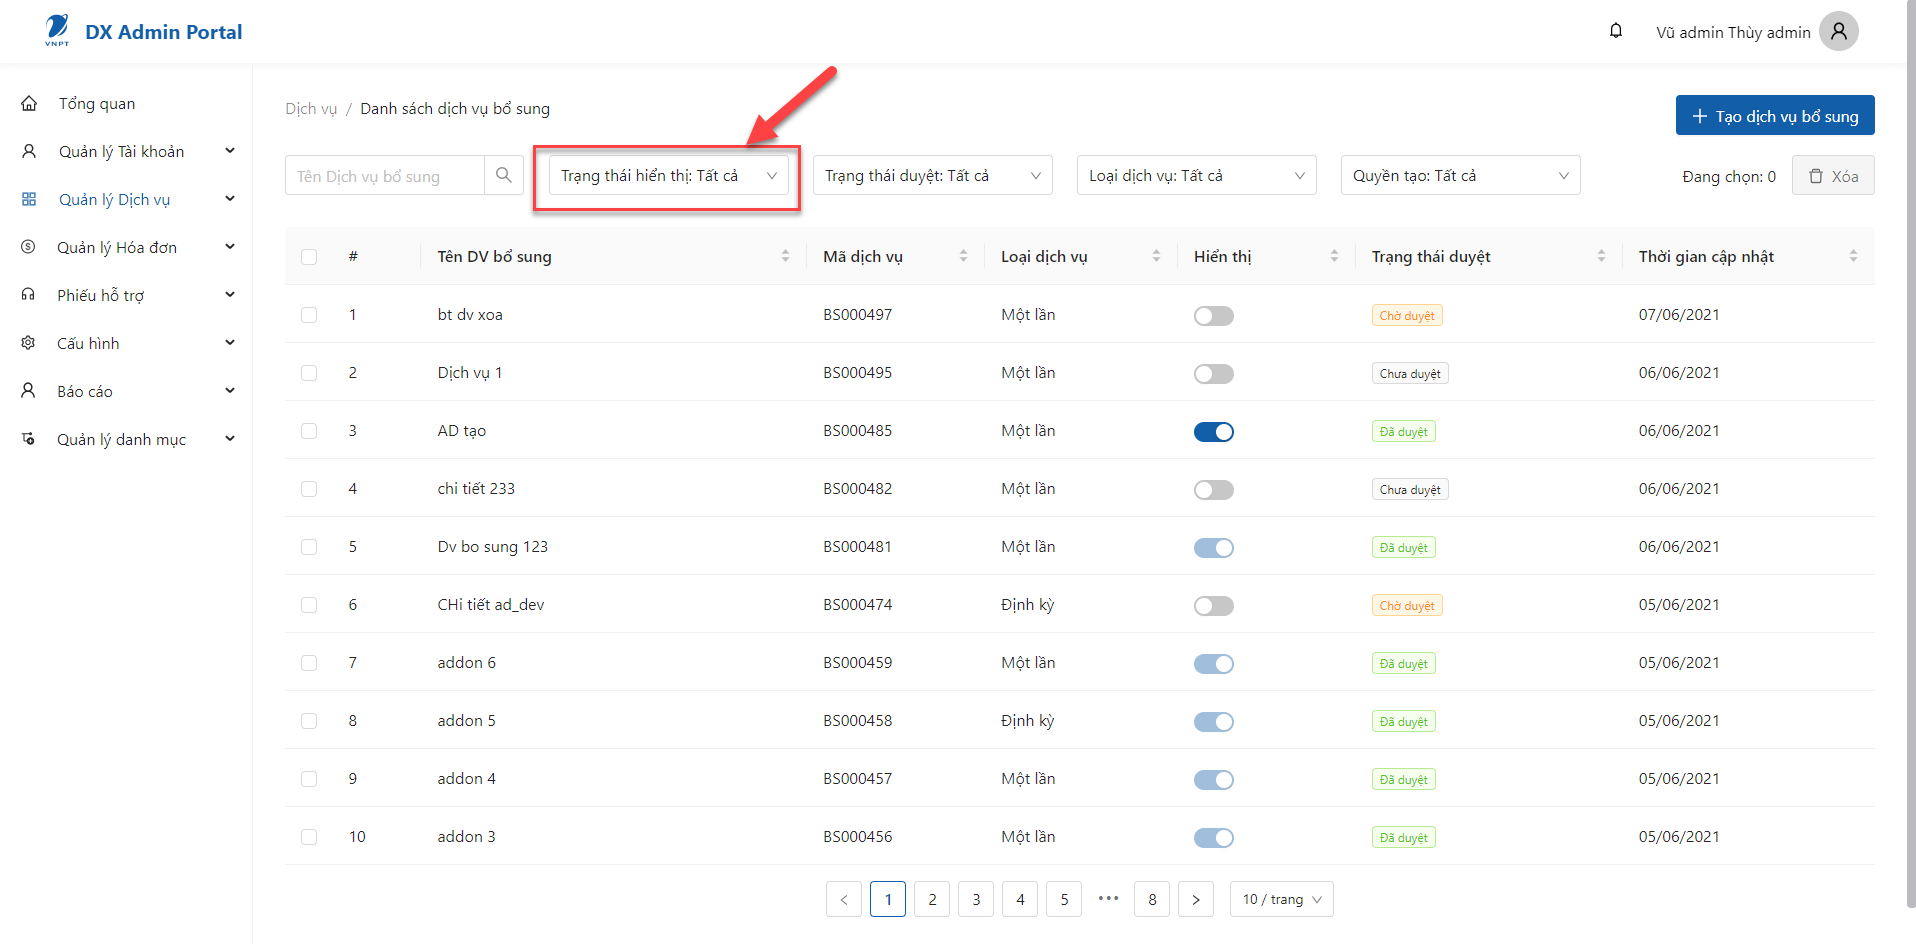 VNPT
DX Admin Portal
Vũ admin Thùy admin
Tổng quan
Quản lý Tài khoản
Quản lý Dịch vụ
Quản lý Hóa đơn
Phiếu hỗ trợ
Cấu hình
Báo cáo
Quản lý danh mục
Dịch vụ / Danh sách dịch vụ bổ sung
+ Tạo dịch vụ bổ sung
Tên Dịch vụ bổ sung
Trạng thái hiển thị: Tất cả
Trạng thái duyệt: Tất cả
Loại dịch vụ: Tất cả
Quyền tạo: Tất cả
Đang chọn: 0
Xóa
# Tên DV bổ sung Mã dịch vụ Loại dịch vụ Hiển thị Trạng thái duyệt Thời gian cập nhật
1 bt dv xoa BS000497 Một lần Chờ duyệt 07/06/2021
2 Dịch vụ 1 BS000495 Một lần Chưa duyệt 06/06/2021
3 AD tạo BS000485 Một lần Đã duyệt 06/06/2021
4 chi tiết 233 BS000482 Một lần Chưa duyệt 06/06/2021
5 Dv bo sung 123 BS000481 Một lần Đã duyệt 06/06/2021
6 CHi tiết ad_dev BS000474 Định kỳ Chờ duyệt 05/06/2021
7 addon 6 BS000459 Một lần Đã duyệt 05/06/2021
8 addon 5 BS000458 Định kỳ Đã duyệt 05/06/2021
9 addon 4 BS000457 Một lần Đã duyệt 05/06/2021
10 addon 3 BS000456 Một lần Đã duyệt 05/06/2021
< 1 2 3 4 5 ••• 8 > 10 / trang